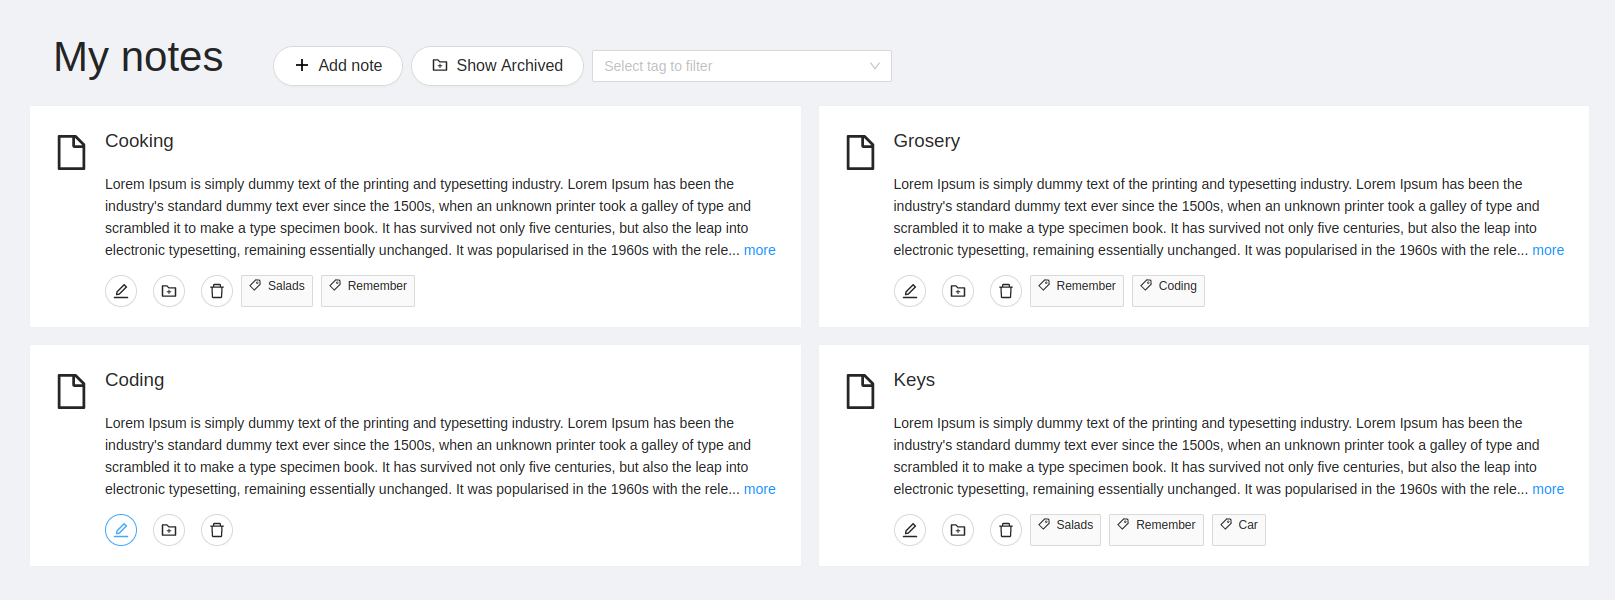 My notes
Add note
Show Archived
Select tag to filter
Cooking
Lorem Ipsum is simply dummy text of the printing and typesetting industry. Lorem Ipsum has been the
industry's standard dummy text ever since the 1500s, when an unknown printer took a galley of type and
scrambled it to make a type specimen book. It has survived not only five centuries, but also the leap into
electronic typesetting, remaining essentially unchanged. It was popularised in the 1960s with the rele... more
Salads
Remember
Grosery
Lorem Ipsum is simply dummy text of the printing and typesetting industry. Lorem Ipsum has been the
industry's standard dummy text ever since the 1500s, when an unknown printer took a galley of type and
scrambled it to make a type specimen book. It has survived not only five centuries, but also the leap into
electronic typesetting, remaining essentially unchanged. It was popularised in the 1960s with the rele... more
Remember
Coding
Coding
Lorem Ipsum is simply dummy text of the printing and typesetting industry. Lorem Ipsum has been the
industry's standard dummy text ever since the 1500s, when an unknown printer took a galley of type and
scrambled it to make a type specimen book. It has survived not only five centuries, but also the leap into
electronic typesetting, remaining essentially unchanged. It was popularised in the 1960s with the rele... more
Keys
Lorem Ipsum is simply dummy text of the printing and typesetting industry. Lorem Ipsum has been the
industry's standard dummy text ever since the 1500s, when an unknown printer took a galley of type and
scrambled it to make a type specimen book. It has survived not only five centuries, but also the leap into
electronic typesetting, remaining essentially unchanged. It was popularised in the 1960s with the rele... more
Salads
Remember
Car